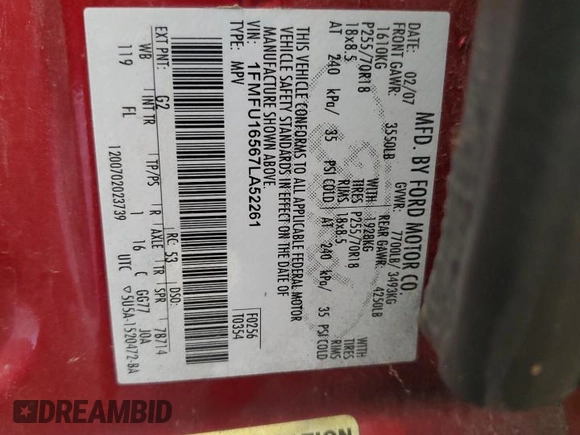 MFD. BY FORD MOTOR CO.
DATE: 02/07 GVWR: 7700LB/ 3493KG
FRONT GAWR: 3550LB REAR GAWR: 4250LB
1610KG WITH 1928KG WITH
P255/70R18 TIRES P255/70R18 TIRES
18x8.5 RIMS 18x8.5 RIMS
AT 240 kPa/ 35 PSI COLD AT 240 kPa/ 35 PSI COLD
THIS VEHICLE CONFORMS TO ALL APPLICABLE FEDERAL MOTOR
VEHICLE SAFETY STANDARDS IN EFFECT ON THE DATE OF
MANUFACTURE SHOWN ABOVE.
VIN: 1FMFU16567LA52261
TYPE: MPV
F0256
T0354
EXT PNT: G2 RC: 53 DSO:
WB INT TR TP/PS R AXLE TR SPR 7B714
119 FL 1 16 C GG77 JOA
1200702023739 UTC ▽5U5A-1520472-BA
DREAMBID